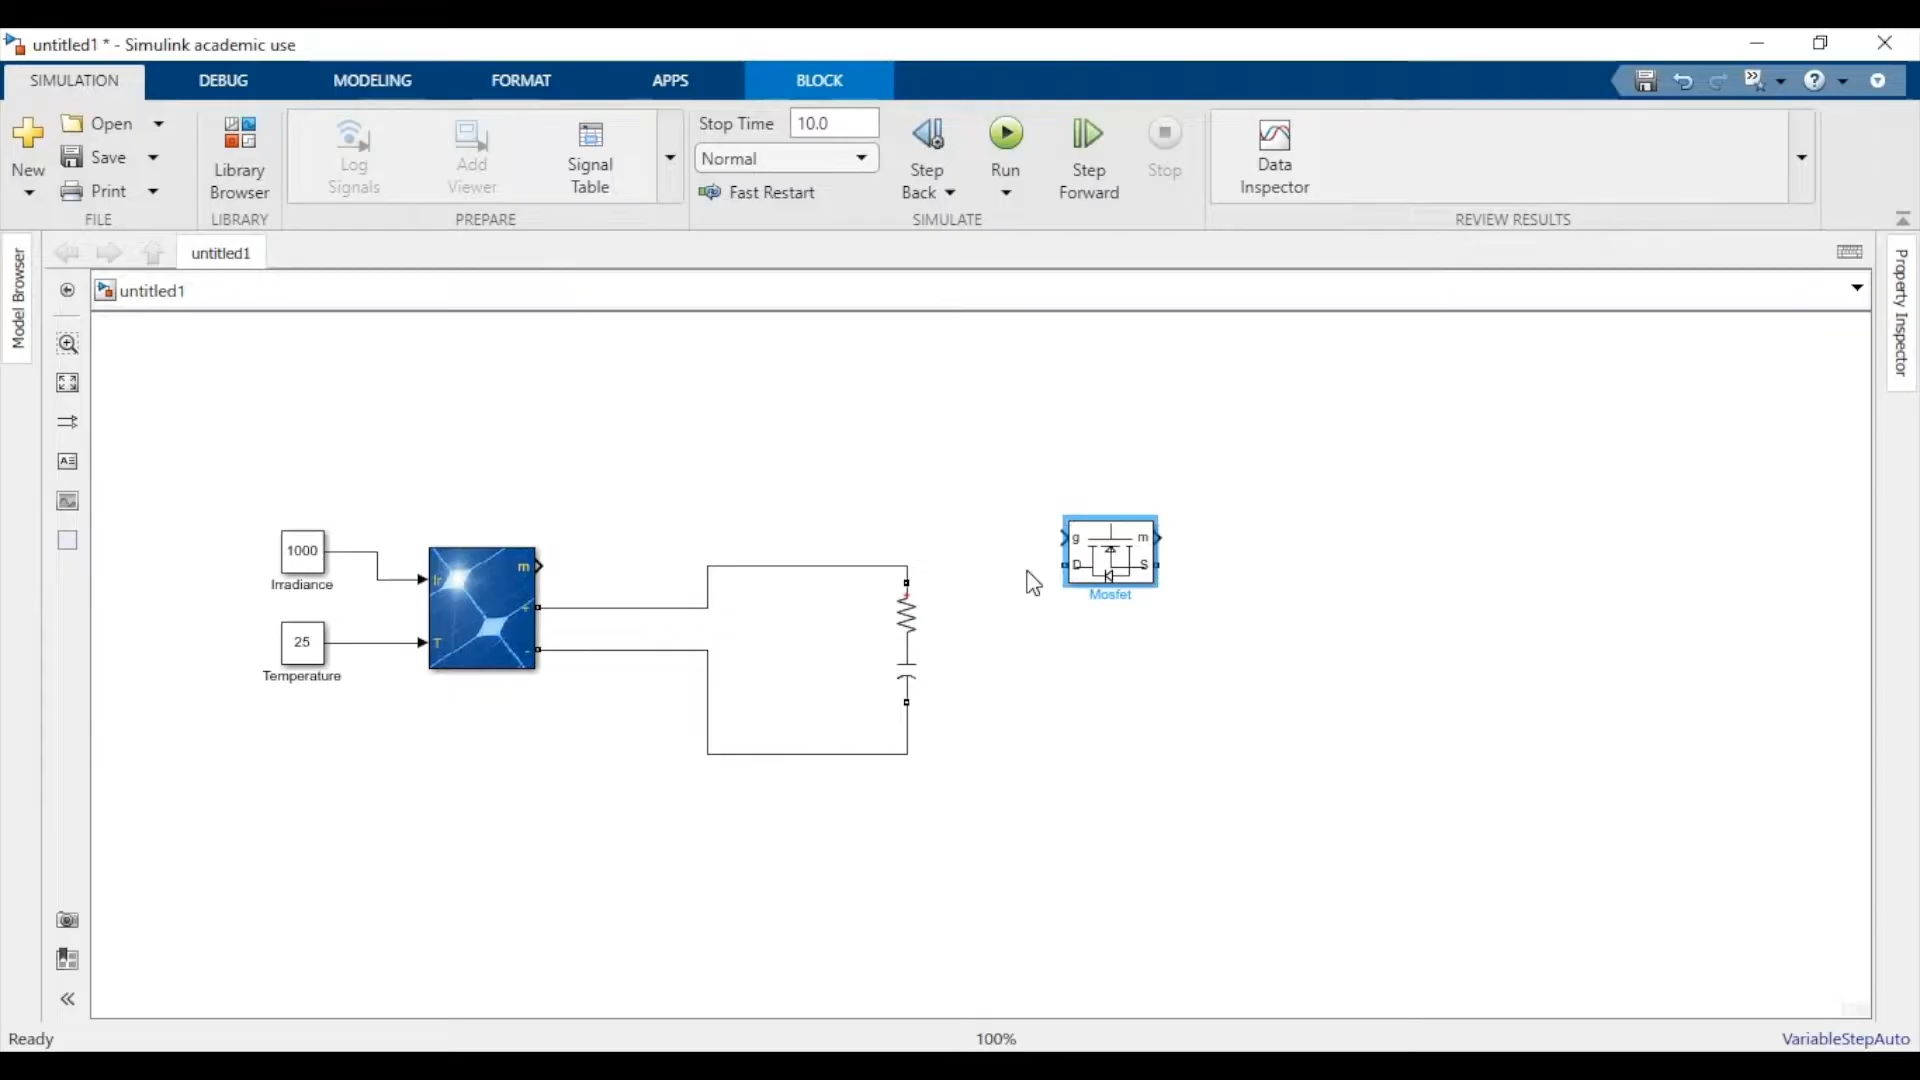 untitled1 * - Simulink academic use
SIMULATION DEBUG MODELING FORMAT APPS BLOCK
New
Open
Save
Print
FILE
Library
Browser
LIBRARY
Log
Signals
Add
Viewer
Signal
Table
PREPARE
Stop Time 10.0
Normal
Fast Restart
Step
Back
Run
Step
Forward
Stop
SIMULATE
Data
Inspector
REVIEW RESULTS
Model Browser
untitled1
untitled1
Property Inspector
1000
Irradiance
25
Temperature
Ir
T
m
+
-
+
g m
D S
Mosfet
Ready 100% VariableStepAuto